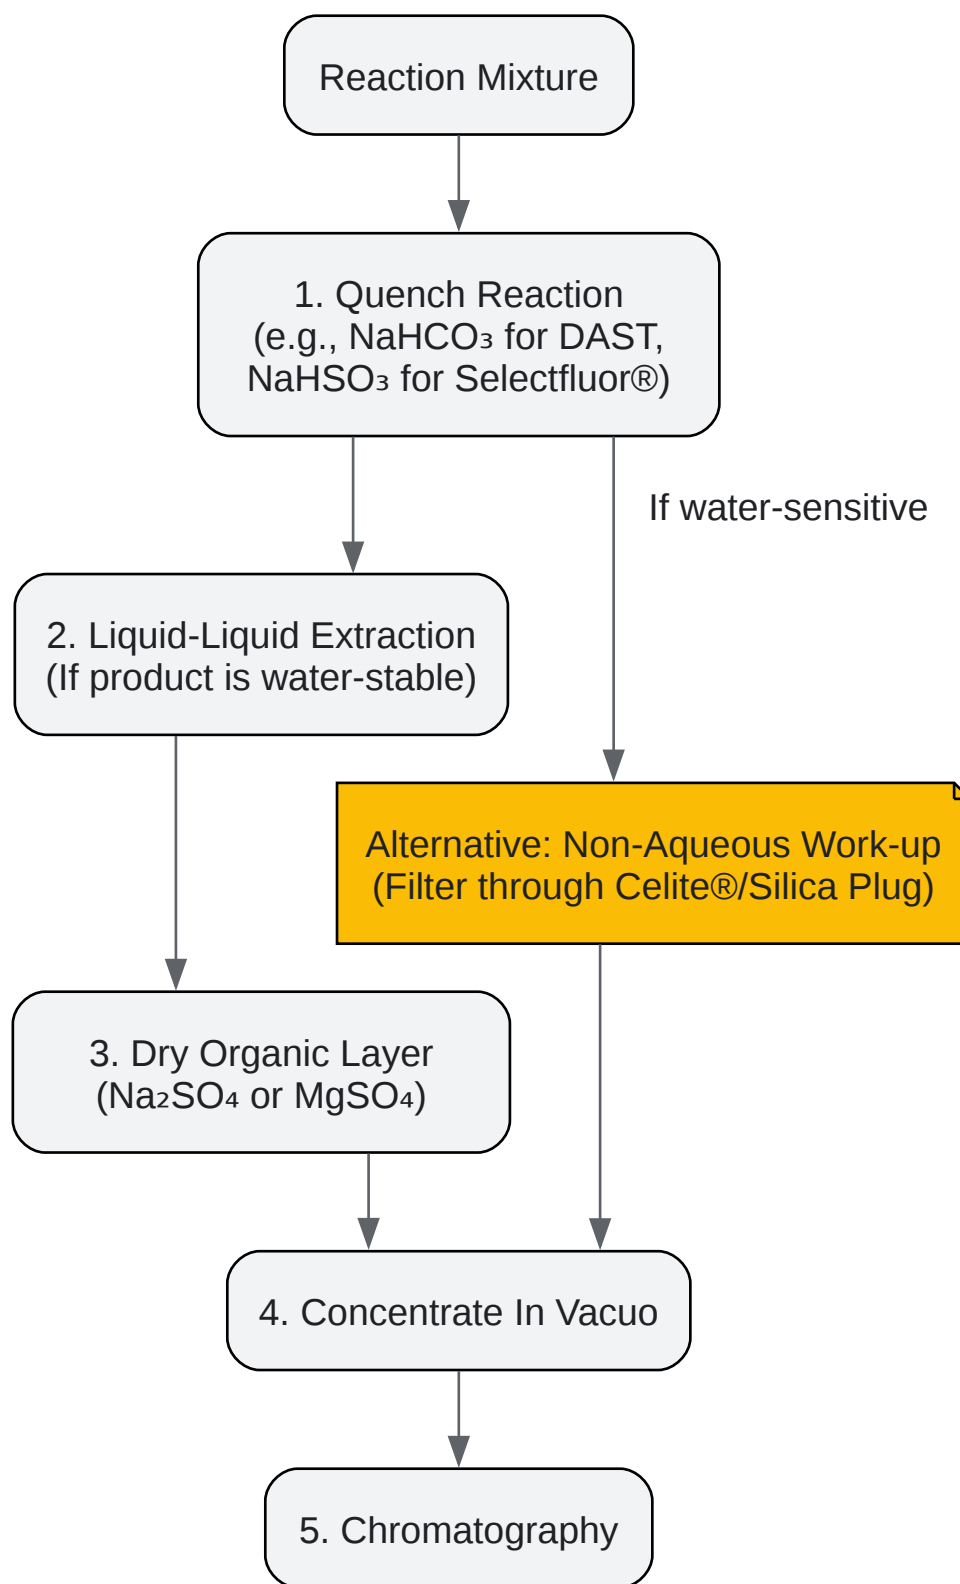 Reaction Mixture
1. Quench Reaction
(e.g., NaHCO₃ for DAST,
NaHSO₃ for Selectfluor®)
If water-sensitive
2. Liquid-Liquid Extraction
(If product is water-stable)
Alternative: Non-Aqueous Work-up
(Filter through Celite®/Silica Plug)
3. Dry Organic Layer
(Na₂SO₄ or MgSO₄)
4. Concentrate In Vacuo
5. Chromatography